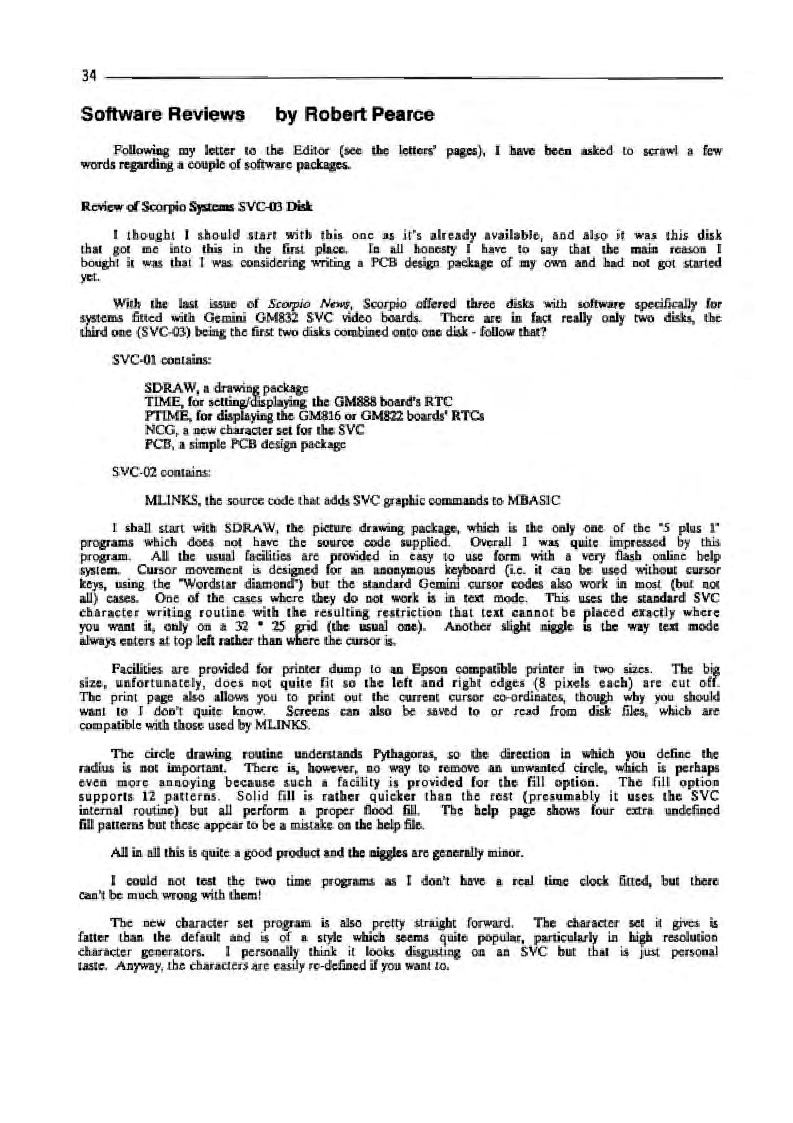 34
Software Reviews by Robert Pearce
Following my letter to the Editor (see the letters' pages), I have been asked to scrawl a few
words regarding a couple of software packages.
Review of Scorpio Systems SVC-03 Disk
I thought I should start with this one as it's already available, and also it was this disk
that got me into this in the first place. In all honesty I have to say that the main reason I
bought it was that I was considering writing a PCB design package of my own and had not got started
yet.
With the last issue of Scorpio News, Scorpio offered three disks with software specifically for
systems fitted with Gemini GM832 SVC video boards. There are in fact really only two disks, the
third one (SVC-03) being the first two disks combined onto one disk - follow that?
SVC-01 contains:
SDRAW, a drawing package
TIME, for setting/displaying the GM888 board's RTC
PTIME, for displaying the GM816 or GM822 boards' RTCs
NCG, a new character set for the SVC
PCB, a simple PCB design package
SVC-02 contains:
MLINKS, the source code that adds SVC graphic commands to MBASIC
I shall start with SDRAW, the picture drawing package, which is the only one of the "5 plus 1"
programs which does not have the source code supplied. Overall I was quite impressed by this
program. All the usual facilities are provided in easy to use form with a very flash online help
system. Cursor movement is designed for an anonymous keyboard (i.e. it can be used without cursor
keys, using the "Wordstar diamond") but the standard Gemini cursor codes also work in most (but not
all) cases. One of the cases where they do not work is in text mode. This uses the standard SVC
character writing routine with the resulting restriction that text cannot be placed exactly where
you want it, only on a 32 * 25 grid (the usual one). Another slight niggle is the way text mode
always enters at top left rather than where the cursor is.
Facilities are provided for printer dump to an Epson compatible printer in two sizes. The big
size, unfortunately, does not quite fit so the left and right edges (8 pixels each) are cut off.
The print page also allows you to print out the current cursor co-ordinates, though why you should
want to I don't quite know. Screens can also be saved to or read from disk files, which are
compatible with those used by MLINKS.
The circle drawing routine understands Pythagoras, so the direction in which you define the
radius is not important. There is, however, no way to remove an unwanted circle, which is perhaps
even more annoying because such a facility is provided for the fill option. The fill option
supports 12 patterns. Solid fill is rather quicker than the rest (presumably it uses the SVC
internal routine) but all perform a proper flood fill. The help page shows four extra undefined
fill patterns but these appear to be a mistake on the help file.
All in all this is quite a good product and the niggles are generally minor.
I could not test the two time programs as I don't have a real time clock fitted, but there
can't be much wrong with them!
The new character set program is also pretty straight forward. The character set it gives is
fatter than the default and is of a style which seems quite popular, particularly in high resolution
character generators. I personally think it looks disgusting on an SVC but that is just personal
taste. Anyway, the characters are easily re-defined if you want to.